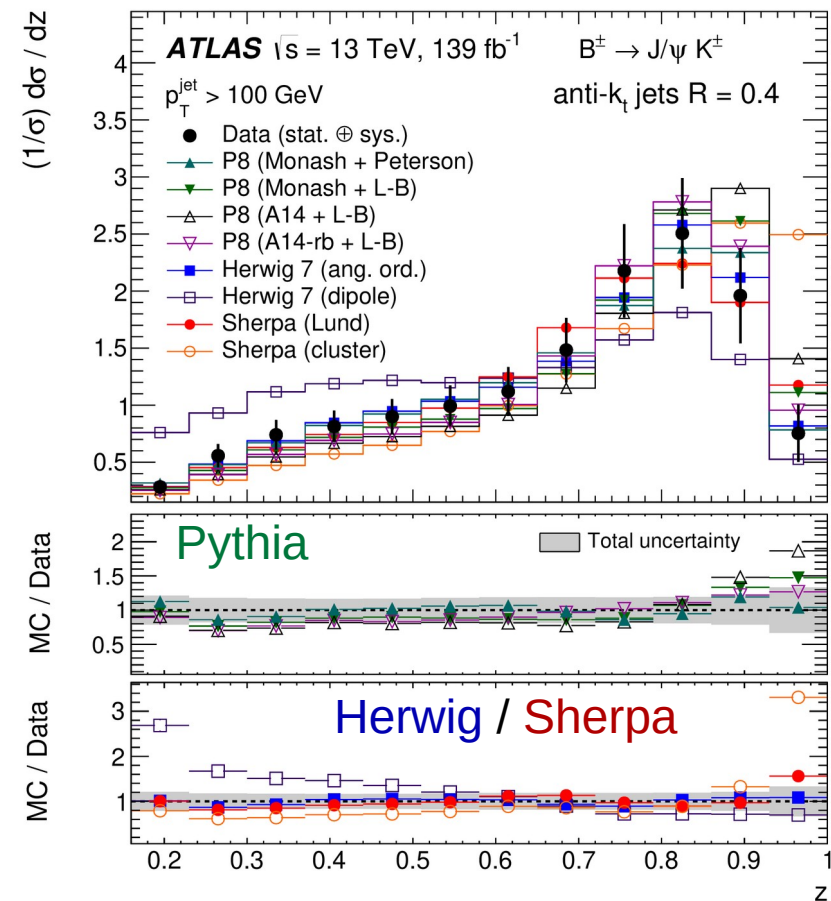 (1/σ) dσ / dz
ATLAS √s = 13 TeV, 139 fb⁻¹
B± → J/ψ K±
p_T^jet > 100 GeV
anti-k_t jets R = 0.4
Data (stat. ⊕ sys.)
P8 (Monash + Peterson)
P8 (Monash + L-B)
P8 (A14 + L-B)
P8 (A14-rb + L-B)
Herwig 7 (ang. ord.)
Herwig 7 (dipole)
Sherpa (Lund)
Sherpa (cluster)
4
3.5
3
2.5
2
1.5
1
0.5
MC / Data
Pythia
Total uncertainty
2
1.5
1
0.5
MC / Data
Herwig / Sherpa
3
2
1
0.2 0.3 0.4 0.5 0.6 0.7 0.8 0.9 1
z